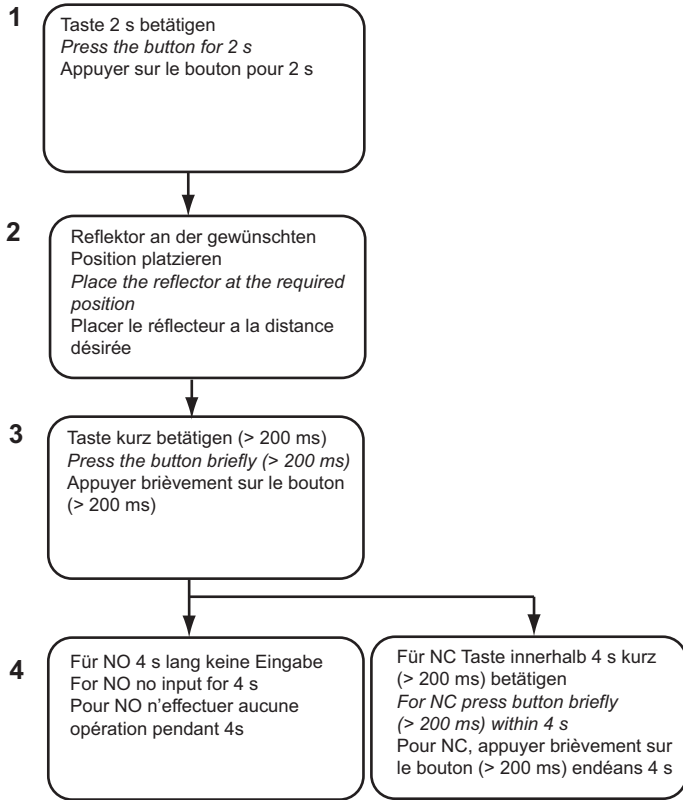 1
Taste 2 s betätigen
Press the button for 2 s
Appuyer sur le bouton pour 2 s
2
Reflektor an der gewünschten
Position platzieren
Place the reflector at the required
position
Placer le réflecteur a la distance
désirée
3
Taste kurz betätigen (> 200 ms)
Press the button briefly (> 200 ms)
Appuyer brièvement sur le bouton
(> 200 ms)
4
Für NO 4 s lang keine Eingabe
For NO no input for 4 s
Pour NO n’effectuer aucune
opération pendant 4s
Für NC Taste innerhalb 4 s kurz
(> 200 ms) betätigen
For NC press button briefly
(> 200 ms) within 4 s
Pour NC, appuyer brièvement sur
le bouton (> 200 ms) endéans 4 s